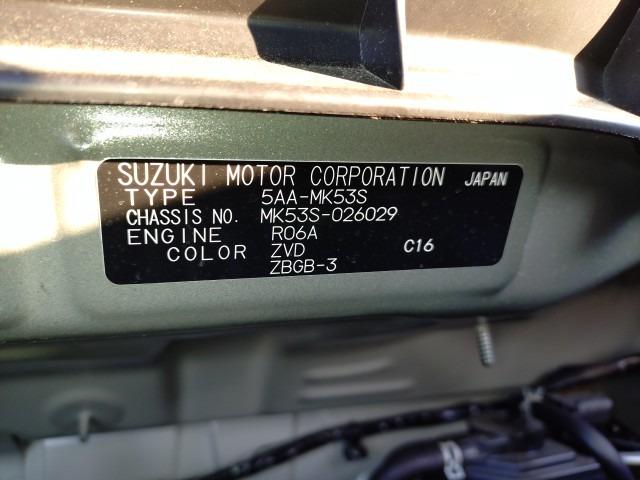 SUZUKI MOTOR CORPORATION JAPAN
TYPE 5AA-MK53S
CHASSIS NO. MK53S-026029
ENGINE R06A
COLOR ZVD C16
ZBGB-3